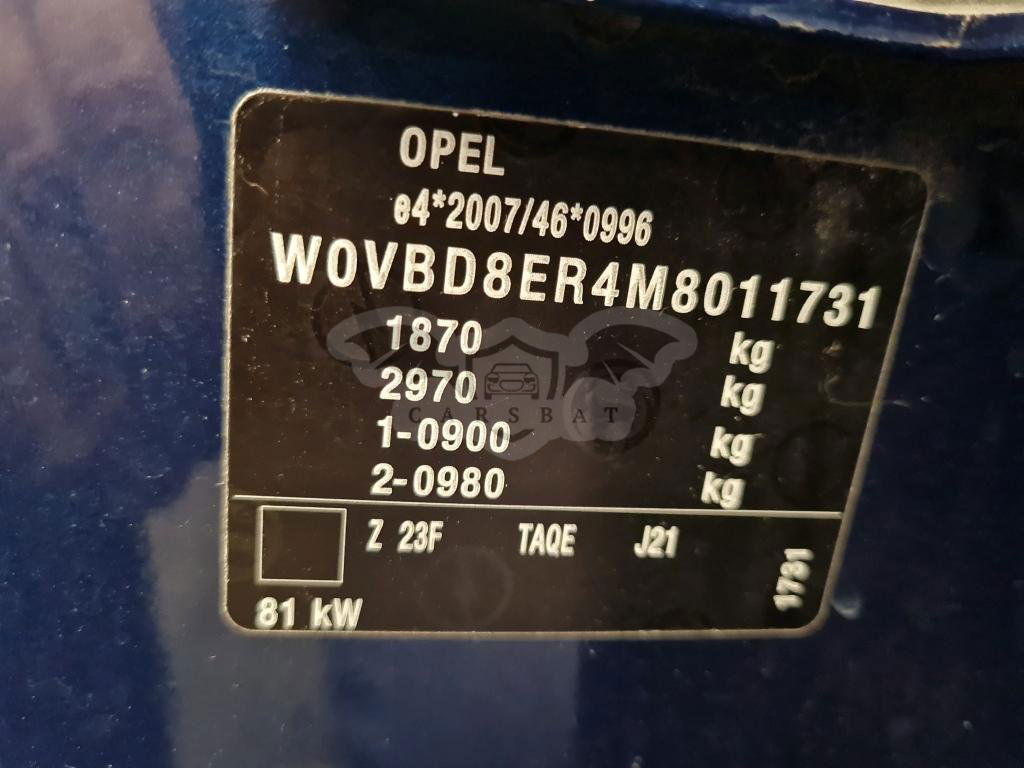 OPEL
e4*2007/46*0996
W0VBD8ER4M8011731
1870 kg
2970 kg
1-0900 kg
2-0980 kg
Z 23F TAQE J21
1731
81 kW
CARSBAT